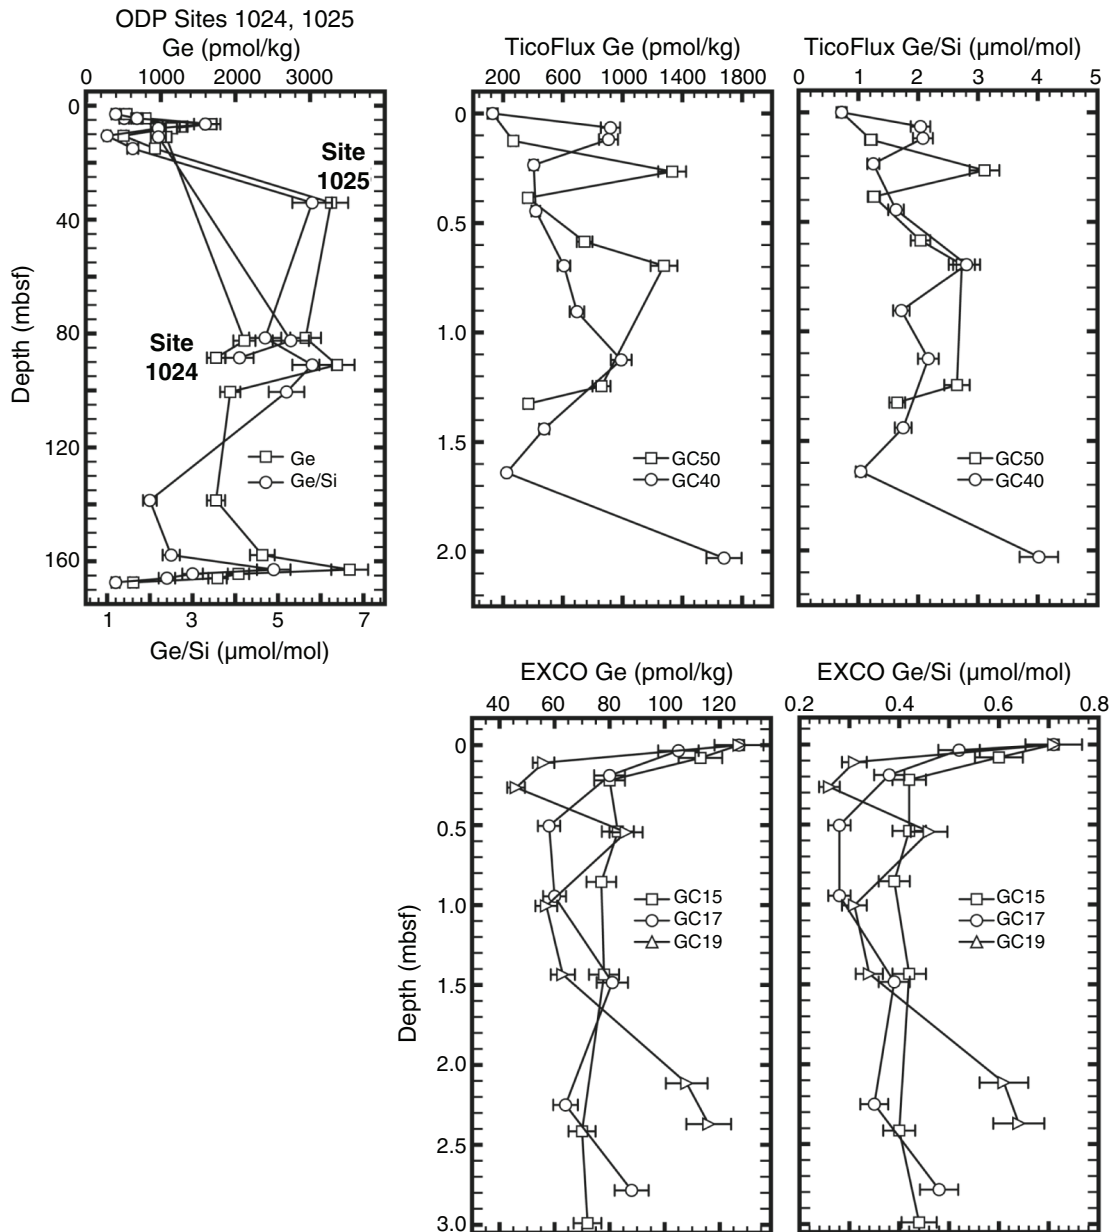 ODP Sites 1024, 1025
Ge (pmol/kg)
0 1000 2000 3000
Depth (mbsf)
0
40
80
120
160
Site
1025
Site
1024
Ge
Ge/Si
1 3 5 7
Ge/Si (µmol/mol)
TicoFlux Ge (pmol/kg)
200 600 1000 1400 1800
0
0.5
1.0
1.5
2.0
GC50
GC40
TicoFlux Ge/Si (µmol/mol)
0 1 2 3 4 5
GC50
GC40
EXCO Ge (pmol/kg)
40 60 80 100 120
Depth (mbsf)
0
0.5
1.0
1.5
2.0
2.5
3.0
GC15
GC17
GC19
EXCO Ge/Si (µmol/mol)
0.2 0.4 0.6 0.8
GC15
GC17
GC19